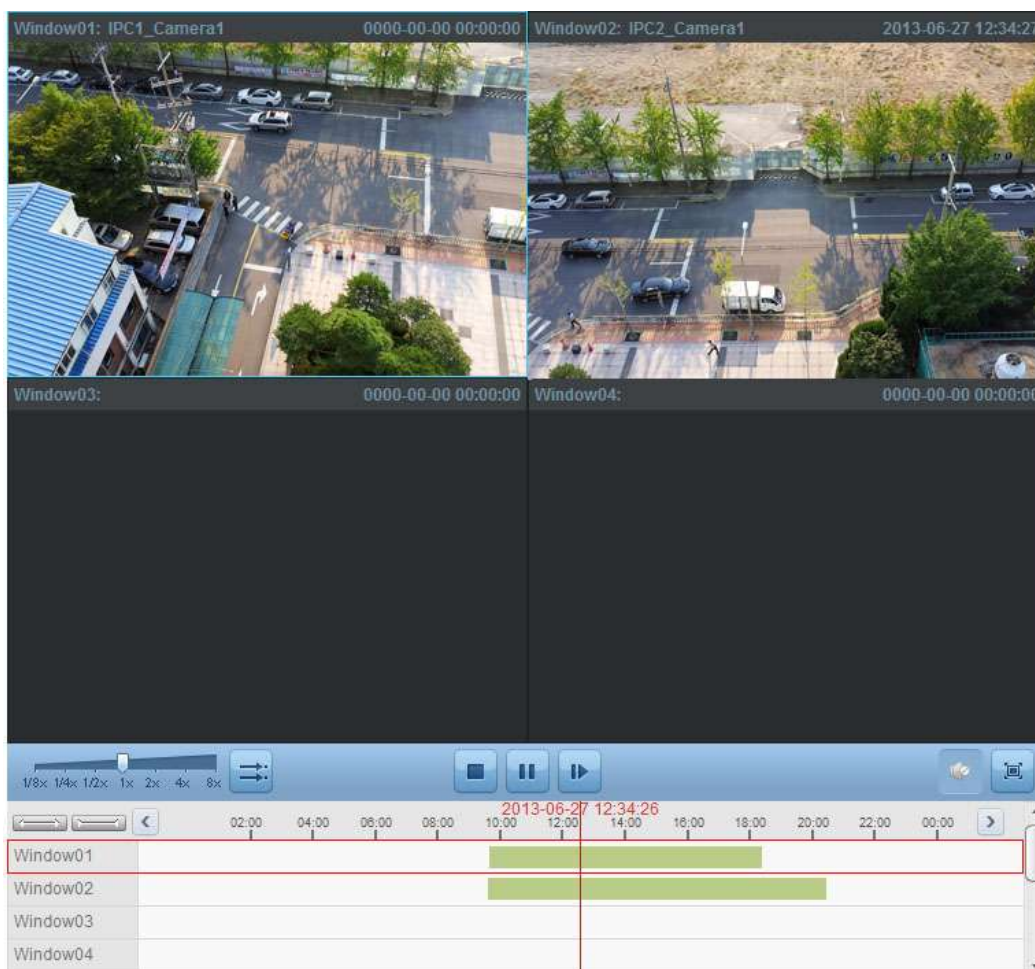 Window01: IPC1_Camera1 0000-00-00 00:00:00
Window02: IPC2_Camera1 2013-06-27 12:34:27
Window03: 0000-00-00 00:00:00
Window04: 0000-00-00 00:00:00
1/8x 1/4x 1/2x 1x 2x 4x 8x
2013-06-27 12:34:26
02:00 04:00 06:00 08:00 10:00 12:00 14:00 16:00 18:00 20:00 22:00 00:00
Window01
Window02
Window03
Window04